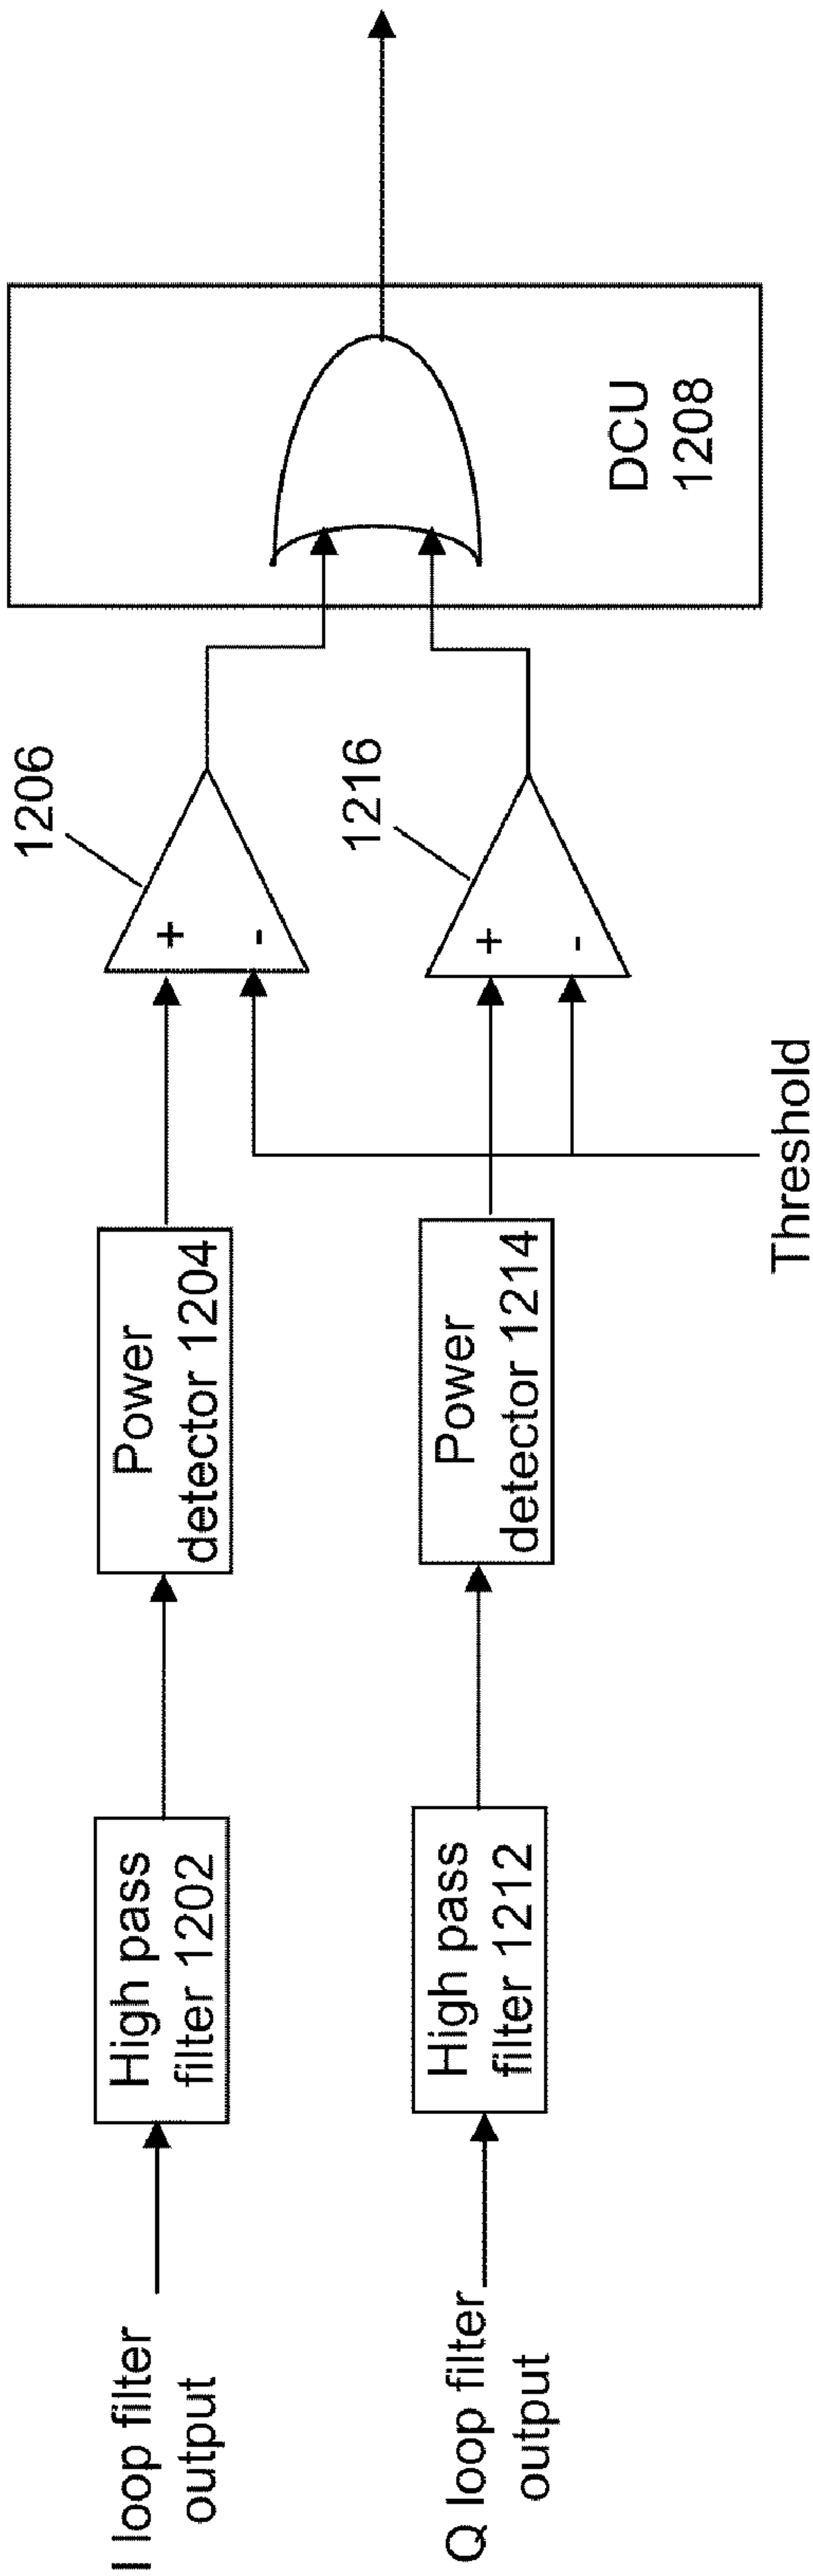 I loop filter
output
High pass
filter 1202
Power
detector 1204
+
-
1206
Q loop filter
output
High pass
filter 1212
Power
detector 1214
+
-
1216
Threshold
DCU
1208